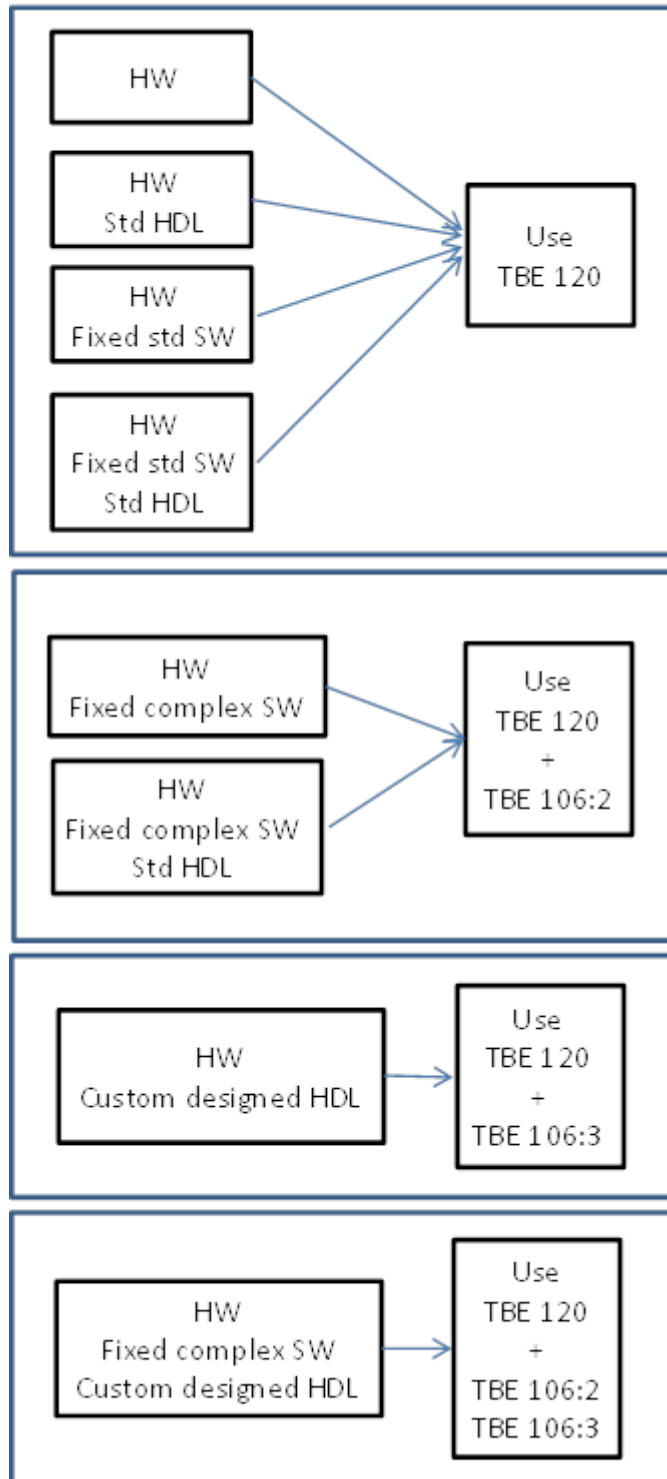 HW
HW
Std HDL
HW
Fixed std SW
HW
Fixed std SW
Std HDL
Use
TBE 120
HW
Fixed complex SW
HW
Fixed complex SW
Std HDL
Use
TBE 120
+
TBE 106:2
HW
Custom designed HDL
Use
TBE 120
+
TBE 106:3
HW
Fixed complex SW
Custom designed HDL
Use
TBE 120
+
TBE 106:2
TBE 106:3